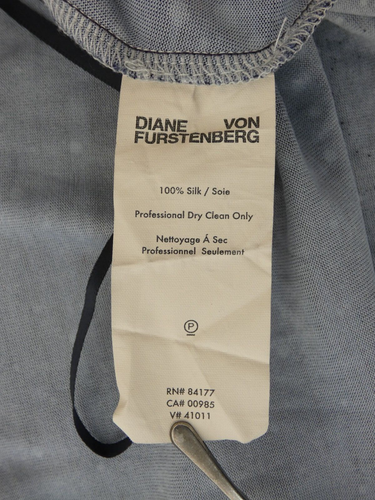 DIANE VON
FURSTENBERG
100% Silk / Soie
Professional Dry Clean Only
Nettoyage Á Sec
Professionnel Seulement
P
RN# 84177
CA# 00985
V# 41011